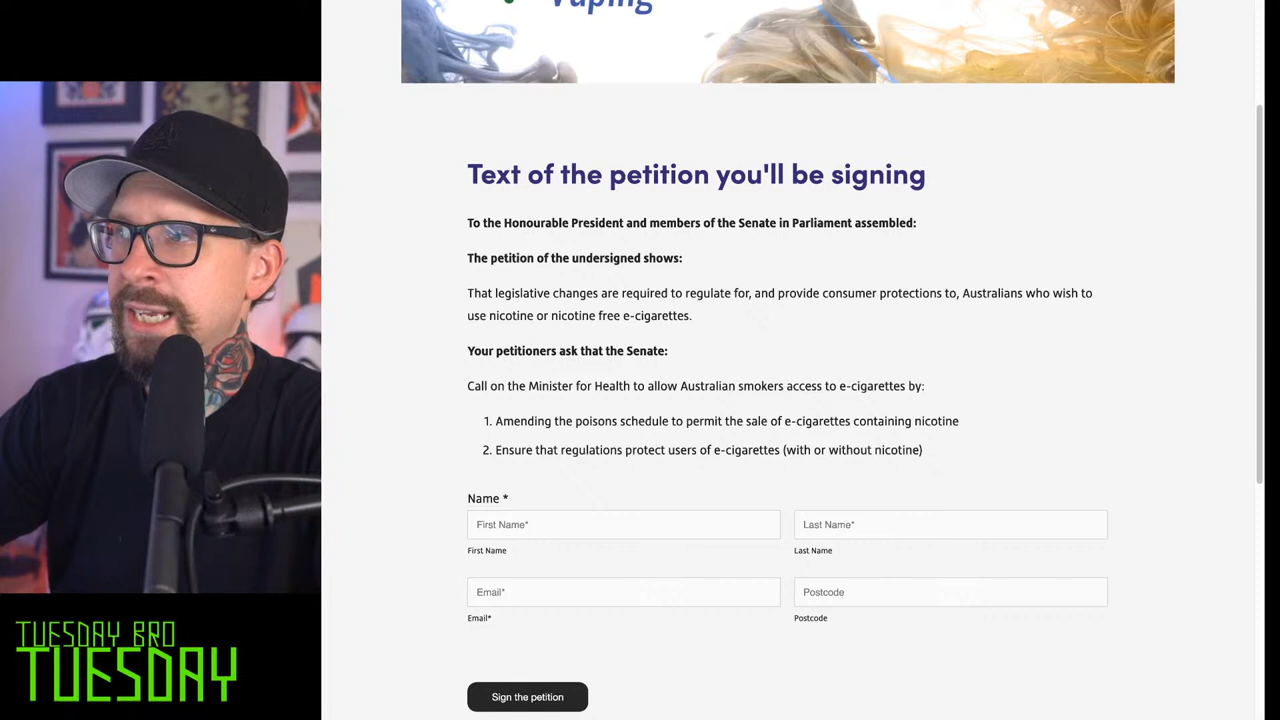 Vaping
Text of the petition you'll be signing
To the Honourable President and members of the Senate in Parliament assembled:
The petition of the undersigned shows:
That legislative changes are required to regulate for, and provide consumer protections to, Australians who wish to
use nicotine or nicotine free e-cigarettes.
Your petitioners ask that the Senate:
Call on the Minister for Health to allow Australian smokers access to e-cigarettes by:
1. Amending the poisons schedule to permit the sale of e-cigarettes containing nicotine
2. Ensure that regulations protect users of e-cigarettes (with or without nicotine)
Name *
First Name*
Last Name*
First Name
Last Name
Email*
Postcode
Email*
Postcode
Sign the petition
TUESDAY BRO
TUESDAY